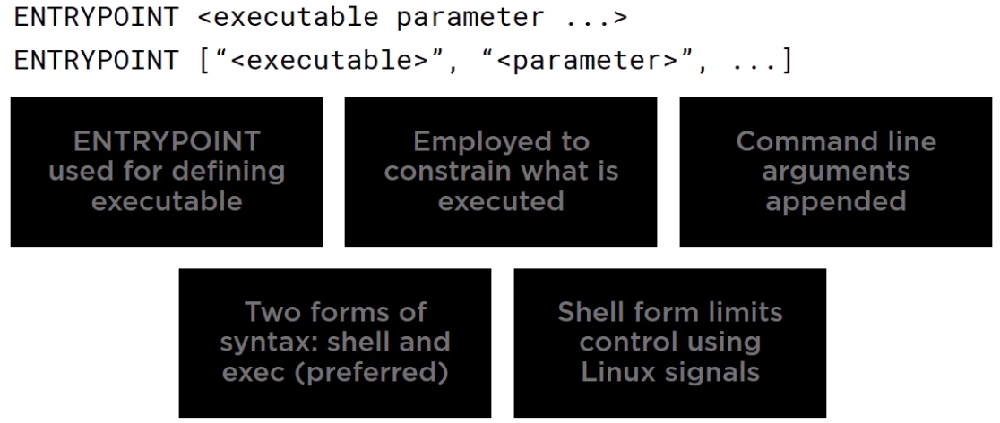 ENTRYPOINT <executable parameter ...>
ENTRYPOINT [“<executable>”, “<parameter>”, ...]
ENTRYPOINT
used for defining
executable
Employed to
constrain what is
executed
Command line
arguments
appended
Two forms of
syntax: shell and
exec (preferred)
Shell form limits
control using
Linux signals